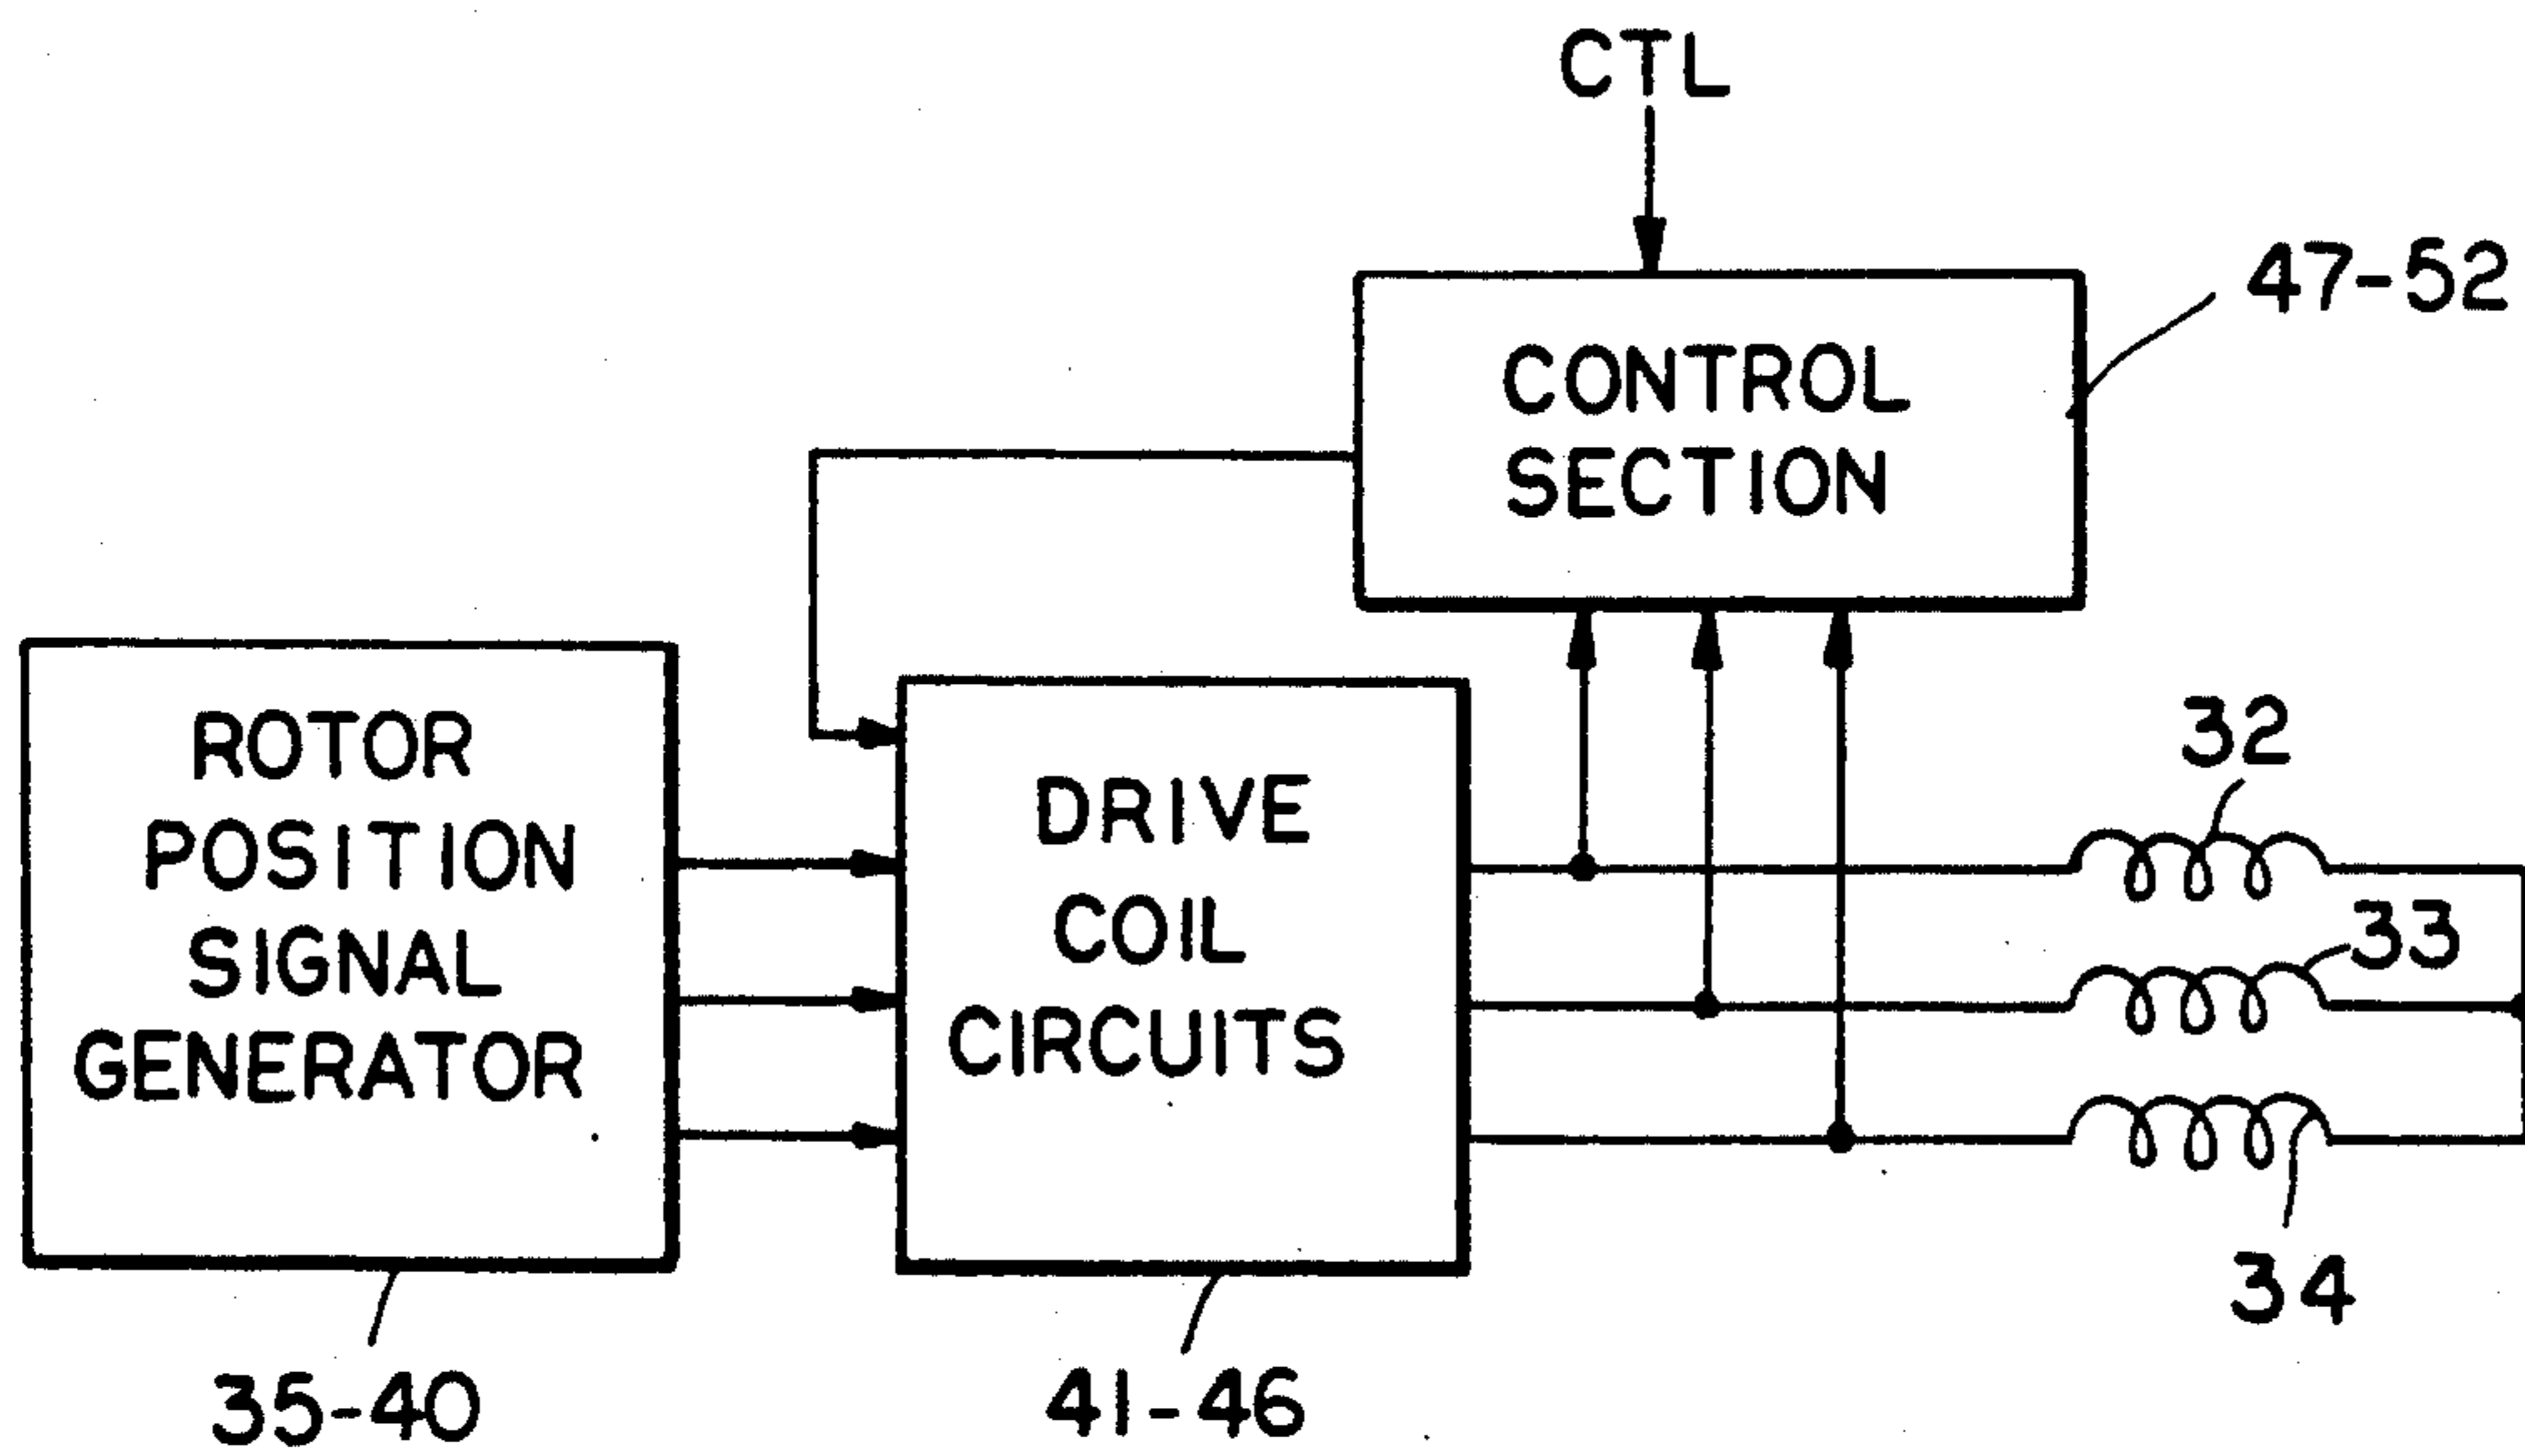 CTL
47-52
CONTROL
SECTION
ROTOR
POSITION
SIGNAL
GENERATOR
DRIVE
COIL
CIRCUITS
32
33
34
35-40
41-46